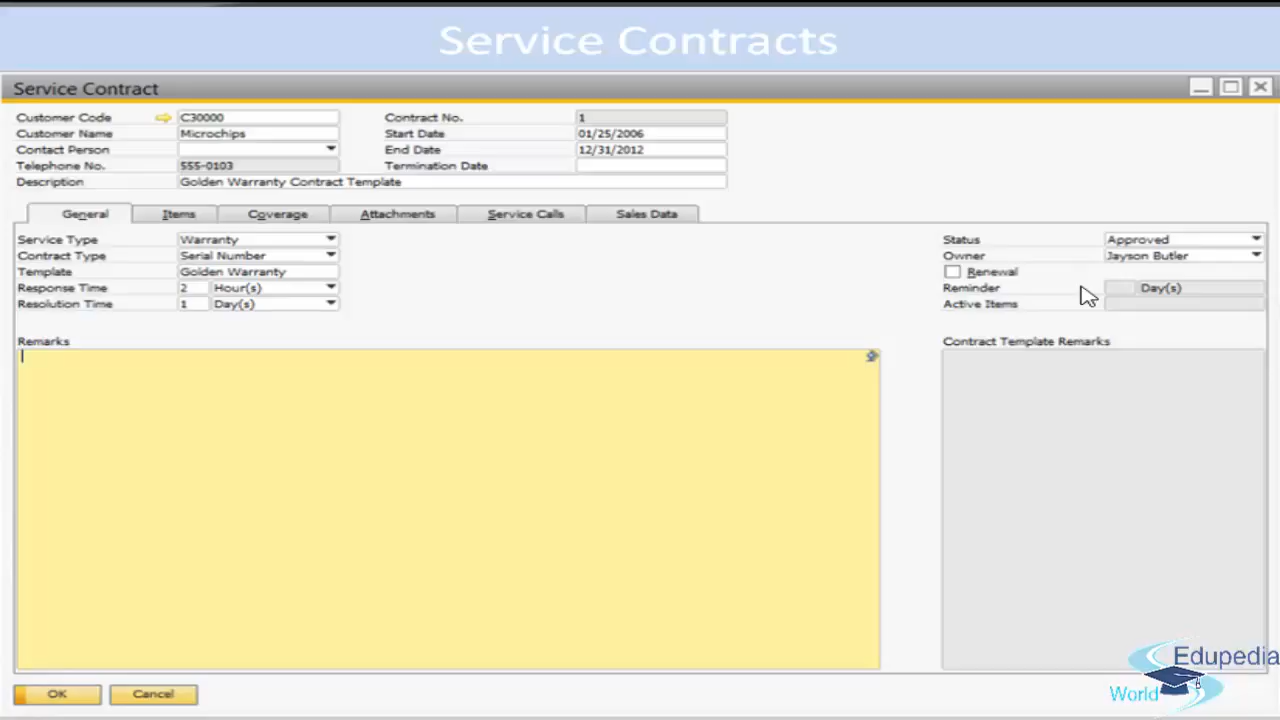 Service Contracts
Service Contract
Customer Code C30000 Contract No. 1
Customer Name Microchips Start Date 01/25/2006
Contact Person End Date 12/31/2012
Telephone No. 555-0103 Termination Date
Description Golden Warranty Contract Template
General Items Coverage Attachments Service Calls Sales Data
Service Type Warranty Status Approved
Contract Type Serial Number Owner Jayson Butler
Template Golden Warranty Renewal
Response Time 2 Hour(s) Reminder Day(s)
Resolution Time 1 Day(s) Active Items
Remarks Contract Template Remarks
Edupedia
World
OK Cancel